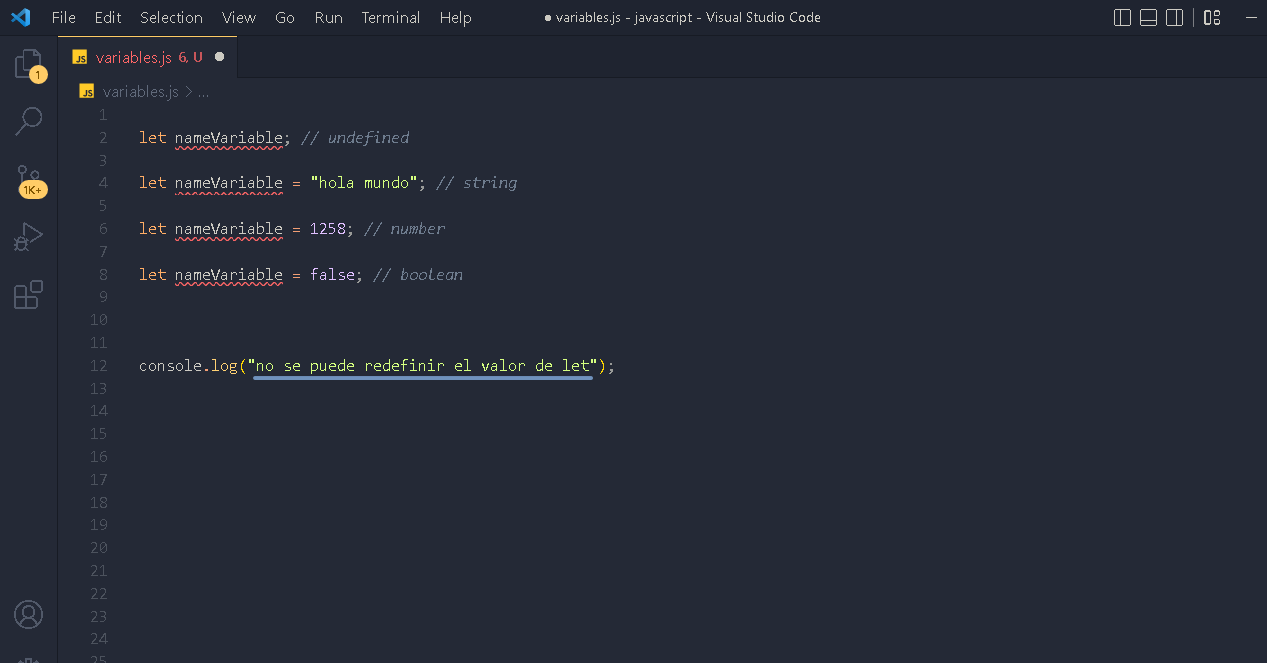 File Edit Selection View Go Run Terminal Help ● variables.js - javascript - Visual Studio Code
JS variables.js 6, U ●
1
JS variables.js > ...
1
2 let nameVariable; // undefined
3
4 let nameVariable = "hola mundo"; // string
5
1K+
6 let nameVariable = 1258; // number
7
8 let nameVariable = false; // boolean
9
10
11
12 console.log("no se puede redefinir el valor de let");
13
14
15
16
17
18
19
20
21
22
23
24
25